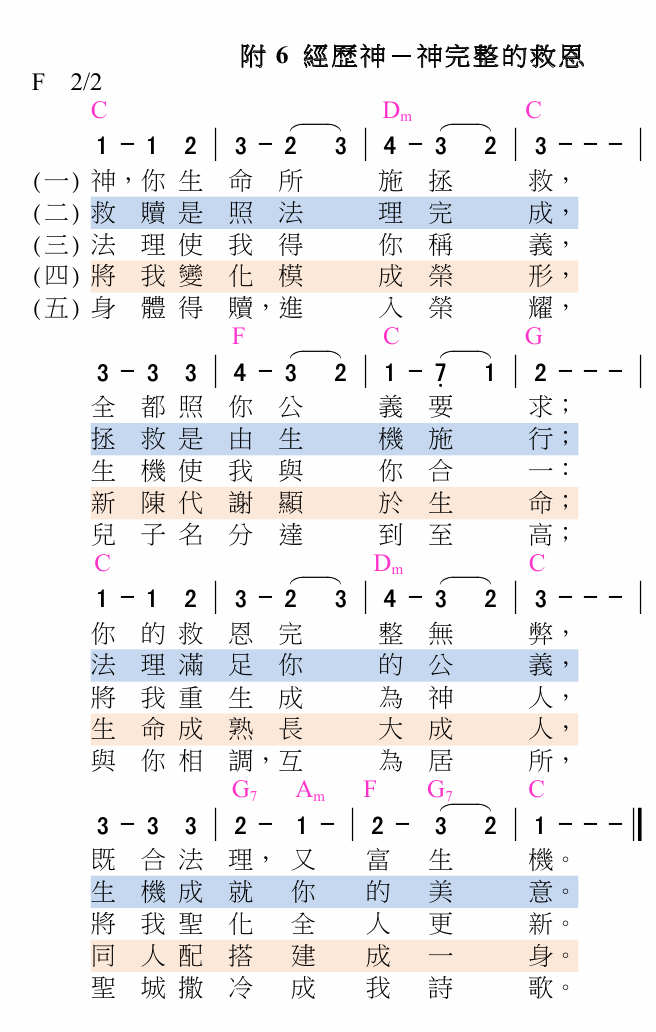 附 6 經歷神－神完整的救恩
F 2/2
C Dm C
1 - 1 2 | 3 - 2 3 | 4 - 3 2 | 3 - - - |
(一) 神，你生命所施拯救，
(二) 救贖是照法理完成，
(三) 法理使我得你稱義，
(四) 將我變化模成榮形，
(五) 身體得贖，進入榮耀，
F C G
3 - 3 3 | 4 - 3 2 | 1 - 7̣ 1 | 2 - - - |
全都照你公義要求；
拯救是由生機施行；
生機使我與你合一：
新陳代謝顯於生命；
兒子名分達到至高；
C Dm C
1 - 1 2 | 3 - 2 3 | 4 - 3 2 | 3 - - - |
你的救恩完整無弊，
法理滿足你的公義，
將我重生成為神人，
生命成熟長大成人，
與你相調，互為居所，
G7 Am F G7 C
3 - 3 3 | 2 - 1 - | 2 - 3 2 | 1 - - - ‖
既合法理，又富生機。
生機成就你的美意。
將我聖化全人更新。
同人配搭建成一身。
聖城撒冷成我詩歌。